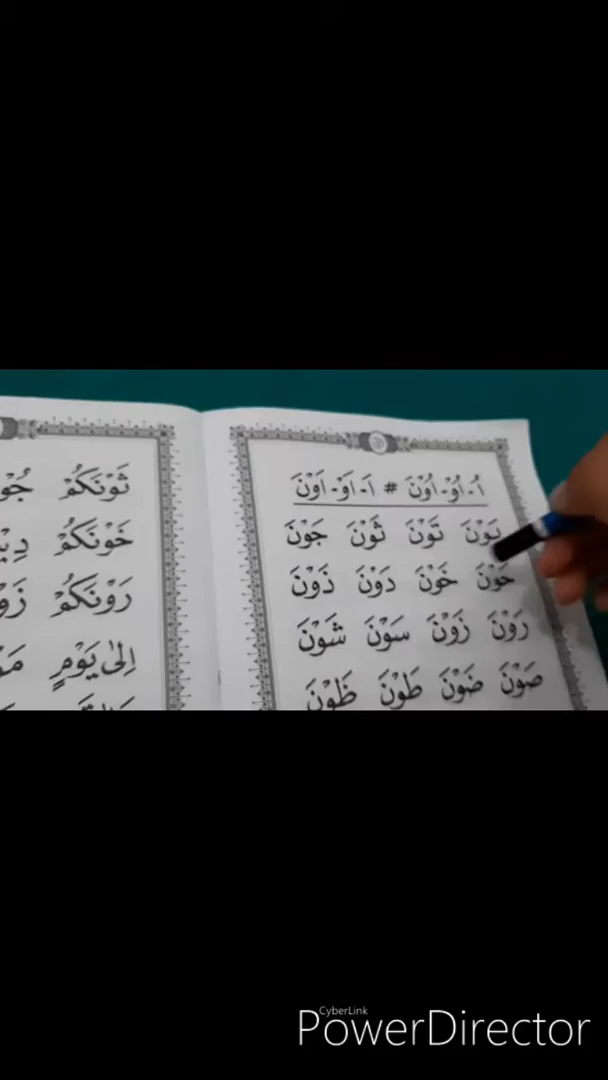 اُ - اُوْ - اُوْنَ # اَ - اَوْ - اَوْنَ
بَوْنَ تَوْنَ ثَوْنَ جَوْنَ
حَوْنَ خَوْنَ دَوْنَ ذَوْنَ
رَوْنَ زَوْنَ سَوْنَ شَوْنَ
صَوْنَ ضَوْنَ طَوْنَ ظَوْنَ
ثَوْنَكُمْ
خَوْنَكُمْ
رَوْنَكُمْ
اِلٰى يَوْمٍ
CyberLink
PowerDirector